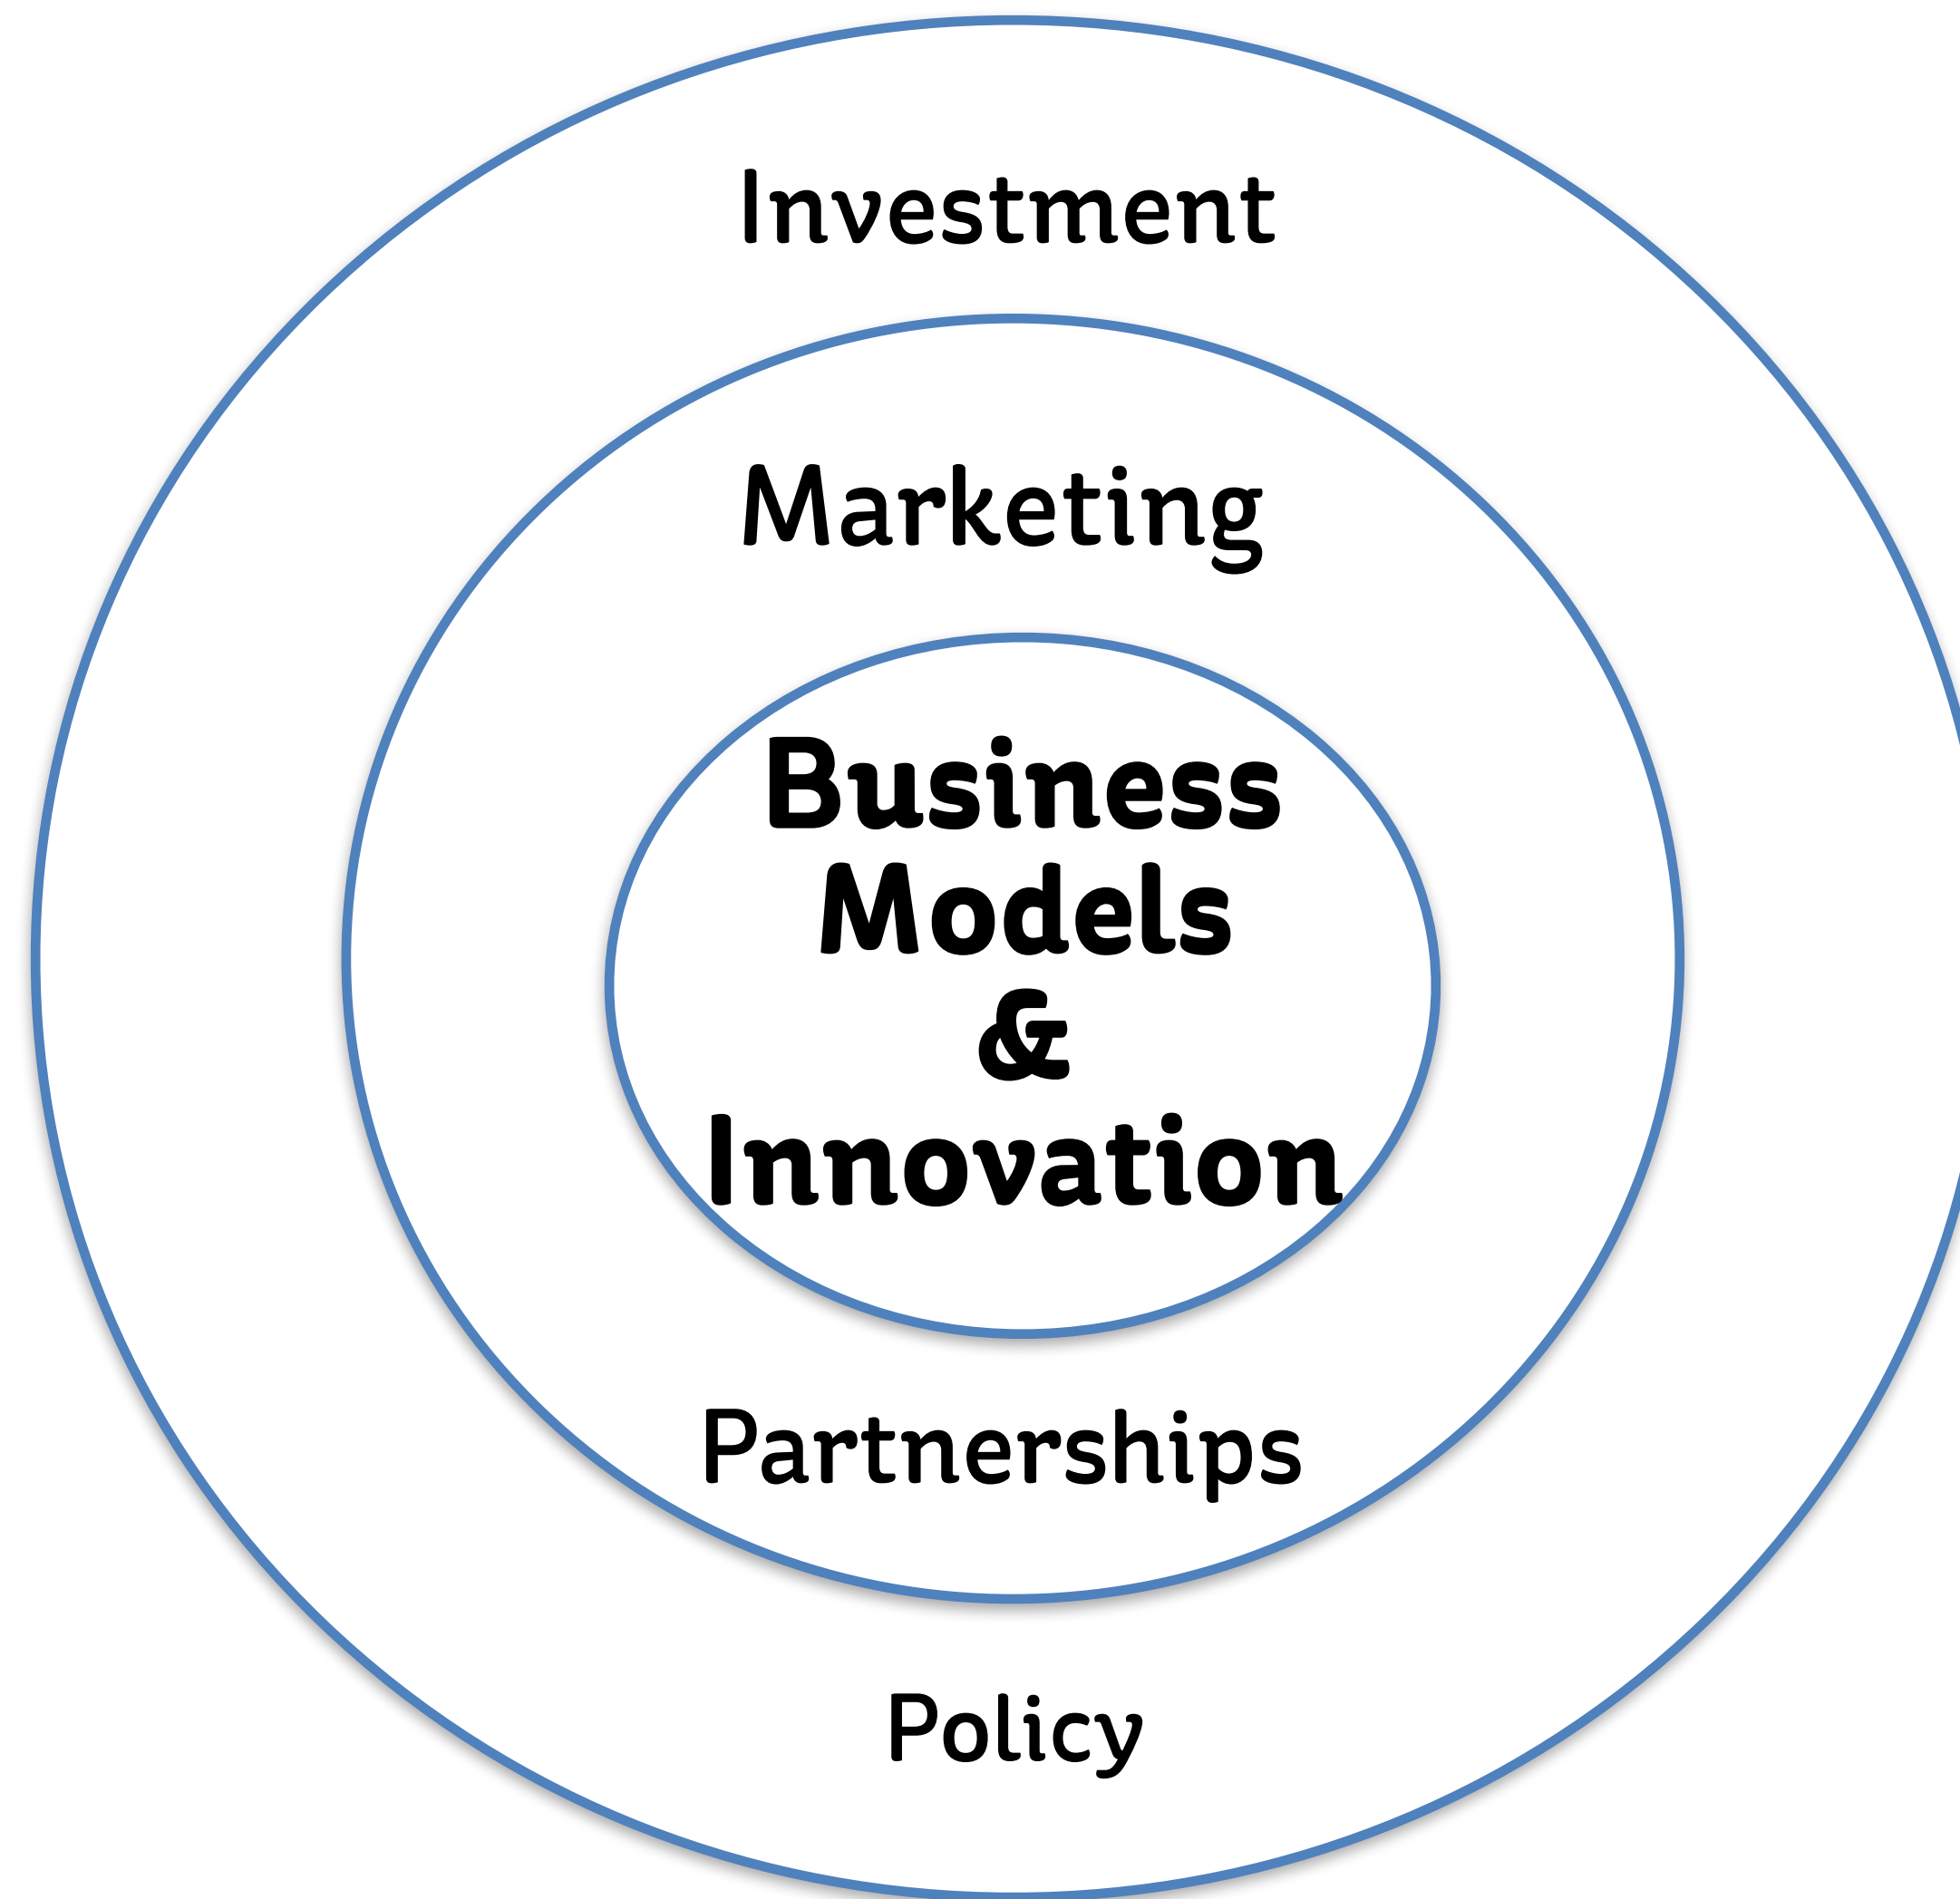 Investment
Marketing
Business
Models
&
Innovation
Partnerships
Policy